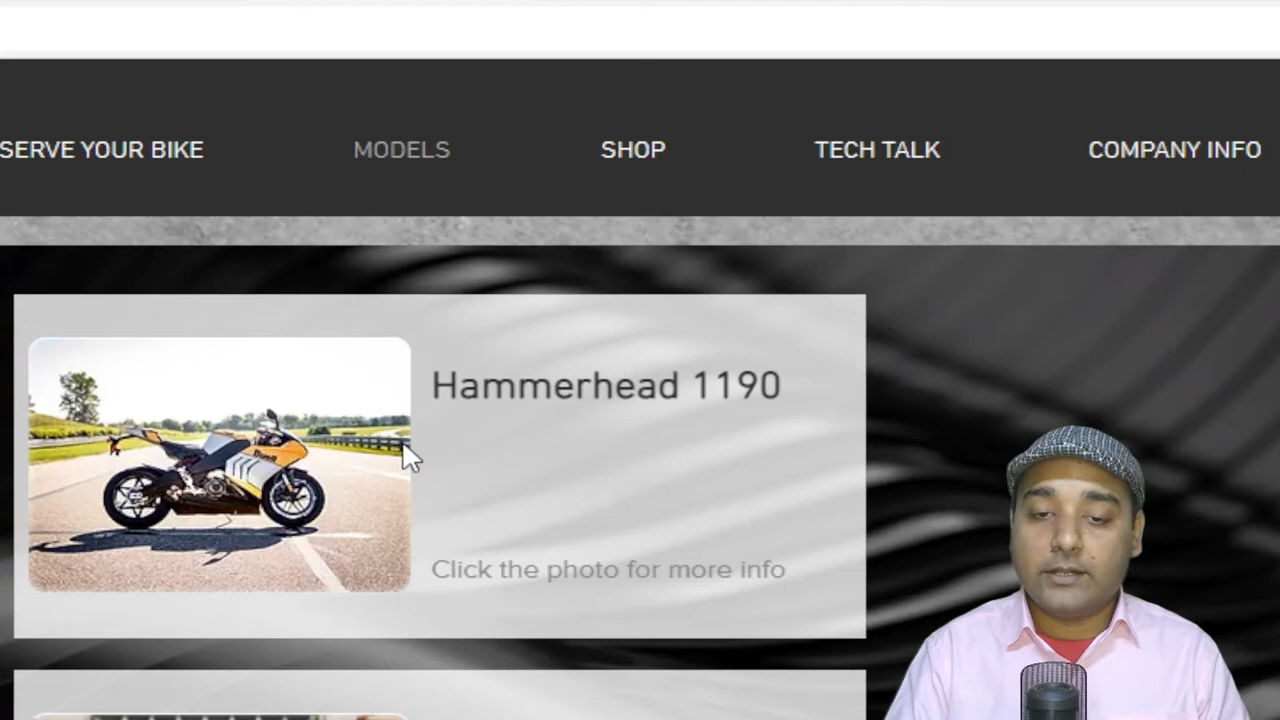 SERVE YOUR BIKE
MODELS
SHOP
TECH TALK
COMPANY INFO
Hammerhead 1190
Click the photo for more info